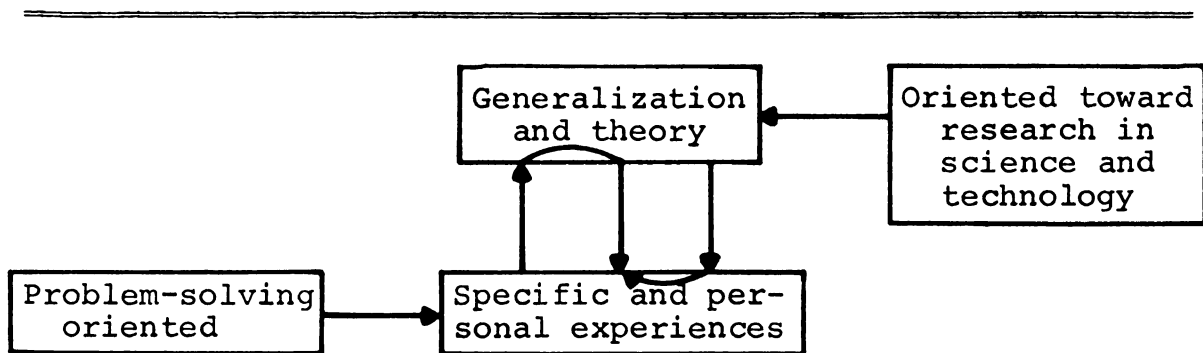 Generalization
and theory
Oriented toward
research in
science and
technology
Problem-solving
oriented
Specific and per-
sonal experiences